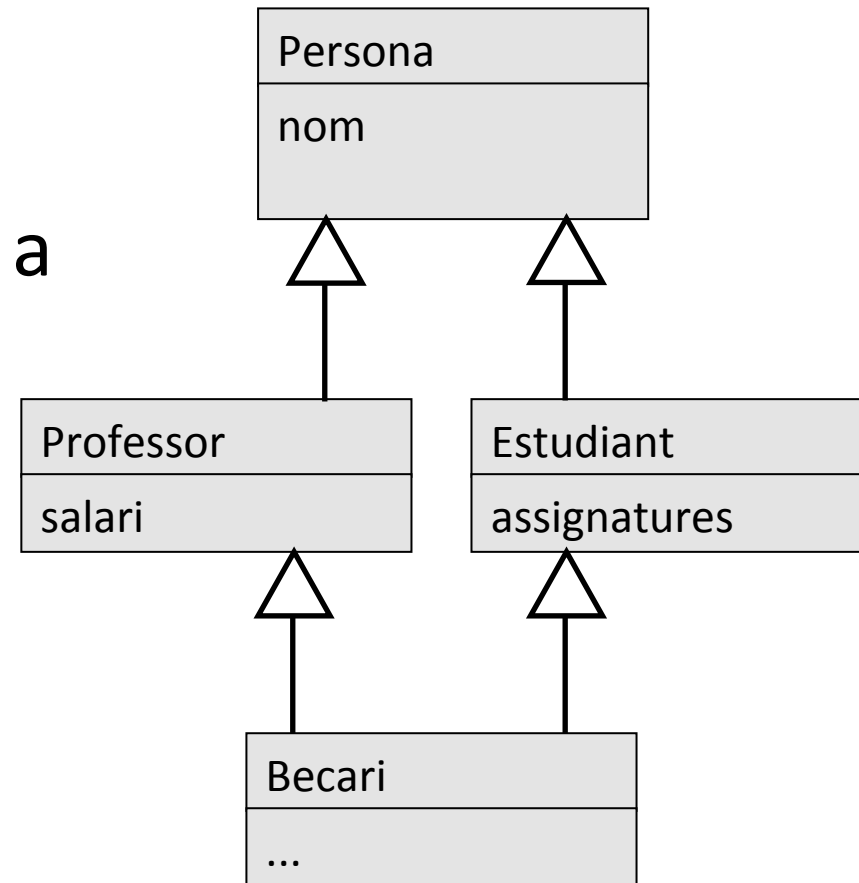 Persona
nom
a
Professor
salari
Estudiant
assignatures
Becari
...